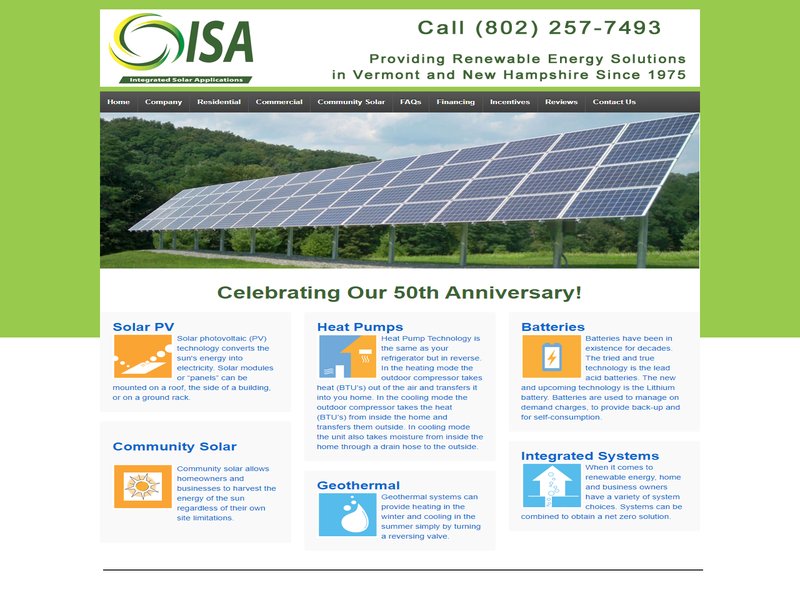 ISA
Integrated Solar Applications
Call (802) 257-7493
Providing Renewable Energy Solutions
in Vermont and New Hampshire Since 1975
Home Company Residential Commercial Community Solar FAQs Financing Incentives Reviews Contact Us
Celebrating Our 50th Anniversary!
Solar PV
Solar photovoltaic (PV)
technology converts the
sun's energy into
electricity. Solar modules
or "panels" can be
mounted on a roof, the side of a building,
or on a ground rack.
Community Solar
Community solar allows
homeowners and
businesses to harvest the
energy of the sun
regardless of their own
site limitations.
Heat Pumps
Heat Pump Technology is
the same as your
refrigerator but in reverse.
In the heating mode the
outdoor compressor takes
heat (BTU's) out of the air and transfers it
into you home. In the cooling mode the
outdoor compressor takes the heat
(BTU's) from inside the home and
transfers them outside. In cooling mode
the unit also takes moisture from inside the
home through a drain hose to the outside.
Geothermal
Geothermal systems can
provide heating in the
winter and cooling in the
summer simply by turning
a reversing valve.
Batteries
Batteries have been in
existence for decades.
The tried and true
technology is the lead
acid batteries. The new
and upcoming technology is the Lithium
battery. Batteries are used to manage on
demand charges, to provide back-up and
for self-consumption.
Integrated Systems
When it comes to
renewable energy, home
and business owners
have a variety of system
choices. Systems can be
combined to obtain a net zero solution.